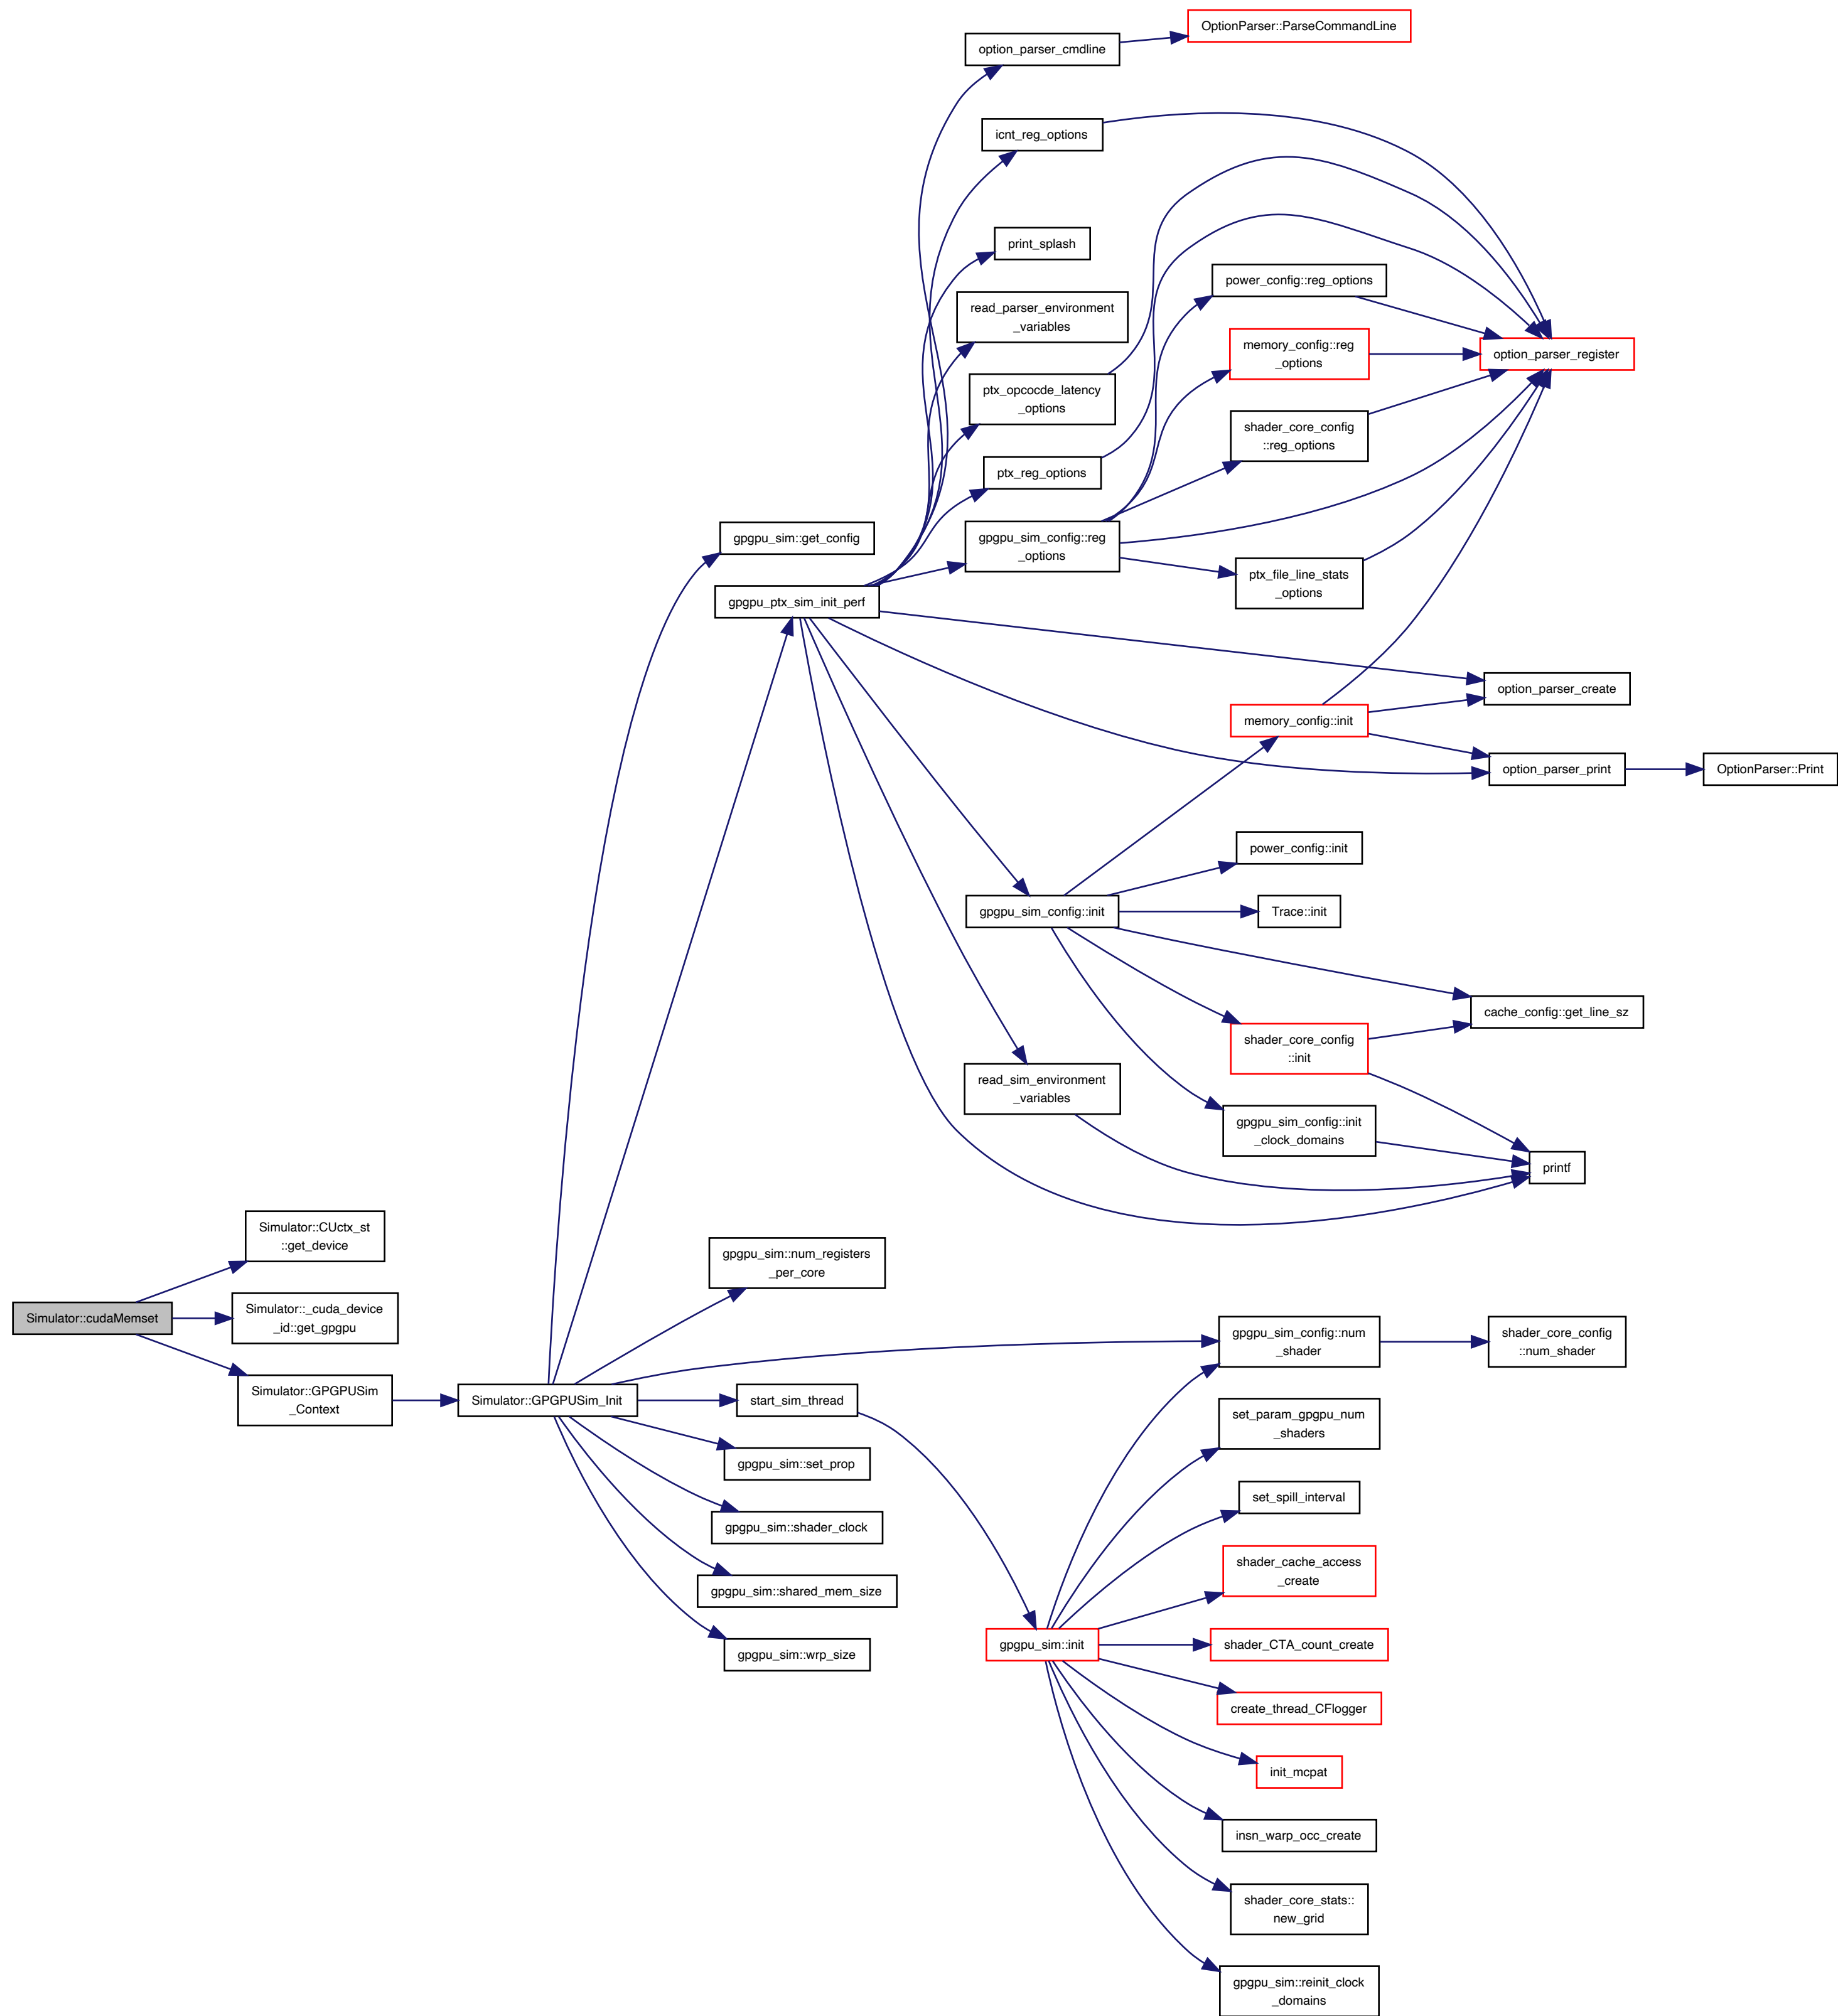 OptionParser::ParseCommandLine
option_parser_cmdline
icnt_reg_options
print_splash
power_config::reg_options
read_parser_environment
_variables
memory_config::reg
_options
option_parser_register
ptx_opcocde_latency
_options
shader_core_config
::reg_options
ptx_reg_options
gpgpu_sim::get_config
gpgpu_sim_config::reg
_options
ptx_file_line_stats
_options
gpgpu_ptx_sim_init_perf
option_parser_create
memory_config::init
option_parser_print
OptionParser::Print
power_config::init
gpgpu_sim_config::init
Trace::init
cache_config::get_line_sz
shader_core_config
::init
read_sim_environment
_variables
gpgpu_sim_config::init
_clock_domains
printf
Simulator::CUctx_st
::get_device
gpgpu_sim::num_registers
_per_core
Simulator::cudaMemset
Simulator::_cuda_device
_id::get_gpgpu
gpgpu_sim_config::num
_shader
shader_core_config
::num_shader
Simulator::GPGPUSim
_Context
Simulator::GPGPUSim_Init
start_sim_thread
set_param_gpgpu_num
_shaders
gpgpu_sim::set_prop
set_spill_interval
gpgpu_sim::shader_clock
shader_cache_access
_create
gpgpu_sim::shared_mem_size
gpgpu_sim::wrp_size
gpgpu_sim::init
shader_CTA_count_create
create_thread_CFlogger
init_mcpat
insn_warp_occ_create
shader_core_stats::
new_grid
gpgpu_sim::reinit_clock
_domains